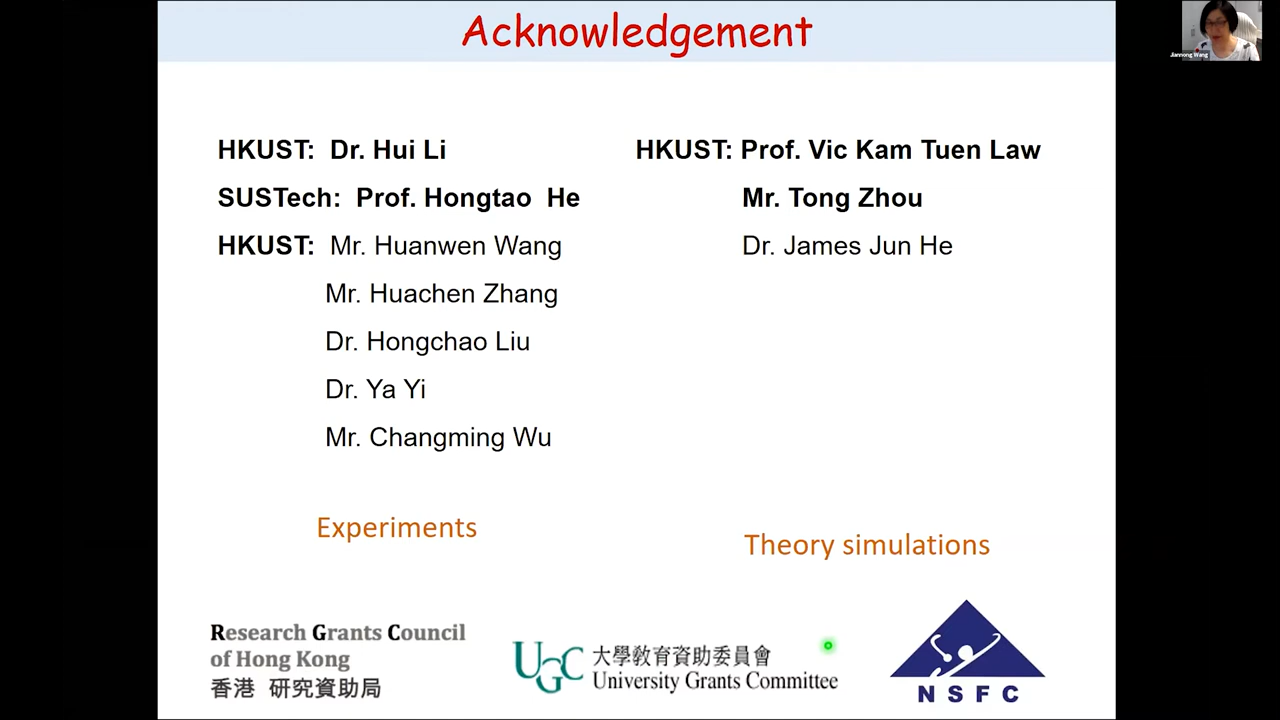 Acknowledgement
Jiannong Wang
HKUST: Dr. Hui Li
SUSTech: Prof. Hongtao He
HKUST: Mr. Huanwen Wang
Mr. Huachen Zhang
Dr. Hongchao Liu
Dr. Ya Yi
Mr. Changming Wu
Experiments
HKUST: Prof. Vic Kam Tuen Law
Mr. Tong Zhou
Dr. James Jun He
Theory simulations
Research Grants Council
of Hong Kong
香港 研究資助局
UGC
大學教育資助委員會
University Grants Committee
NSFC